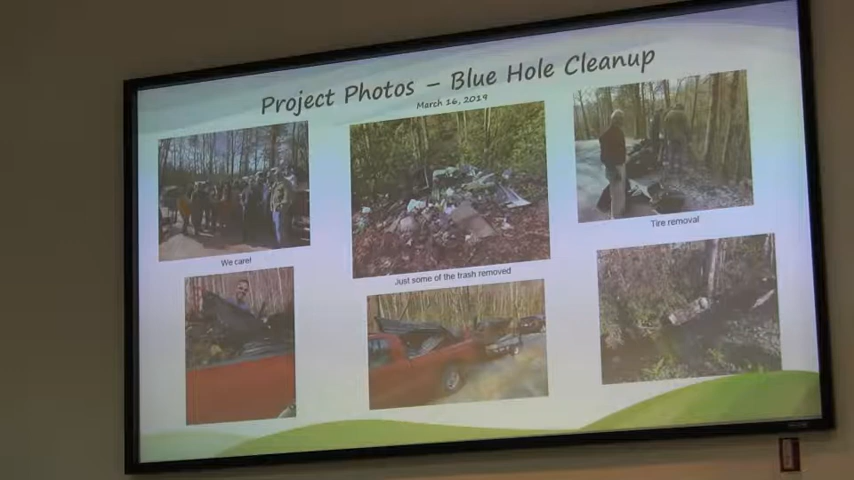 Project Photos – Blue Hole Cleanup
March 16, 2019
We care!
Just some of the trash removed
Tire removal